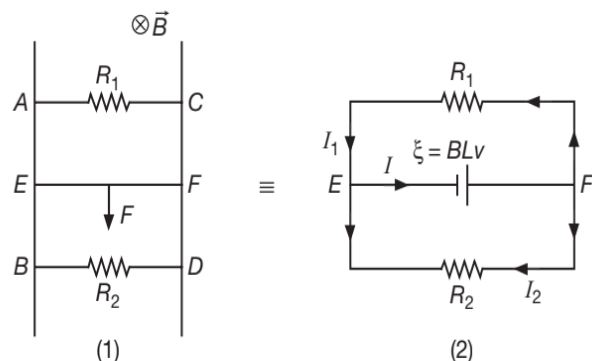 ⊗B⃗
R₁
A C
E F
F
B D
R₂
(1)
≡
R₁
I₁ I ξ = BLv
E F
R₂ I₂
(2)